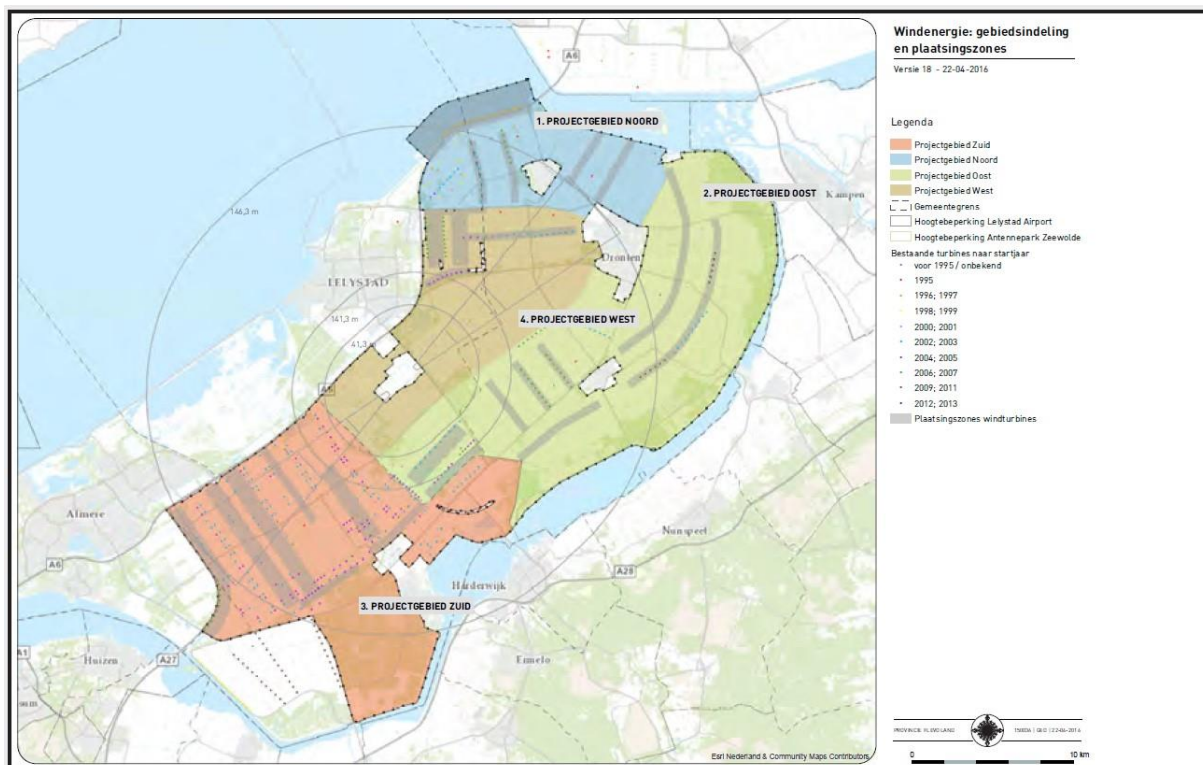 Windenergie: gebiedsindeling
en plaatsingszones
Versie 18 - 22-04-2016
Legenda
Projectgebied Zuid
Projectgebied Noord
Projectgebied Oost
Projectgebied West
Gemeentegrens
Hoogtebeperking Lelystad Airport
Hoogtebeperking Antennepark Zeewolde
Bestaande turbines naar startjaar
voor 1995 / onbekend
1995
1996; 1997
1998; 1999
2000; 2001
2002; 2003
2004; 2005
2006; 2007
2009; 2011
2012; 2013
Plaatsingszones windturbines
A6
1. PROJECTGEBIED NOORD
2. PROJECTGEBIED OOST
Kampen
146,3 m
Dronten
LELYSTAD
141,3 m
4. PROJECTGEBIED WEST
41,3 m
Almere
Nunspeet
A6
A28
Harderwijk
3. PROJECTGEBIED ZUID
A1
Huizen
A27
Ermelo
Esri Nederland & Community Maps Contributors
PROVINCIE FLEVOLAND
0
10 km